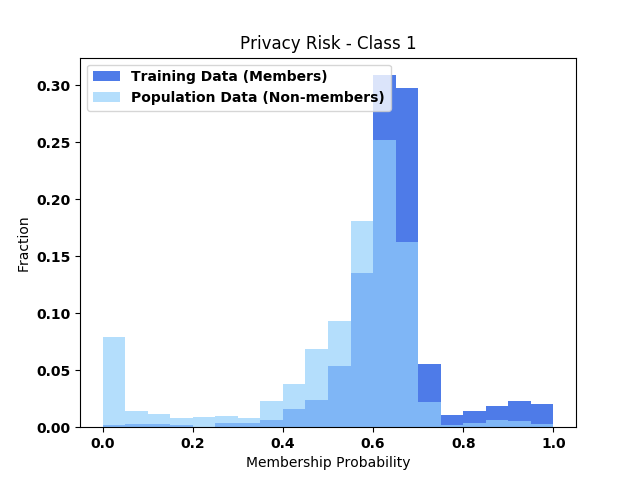 Privacy Risk - Class 1
Training Data (Members)
Population Data (Non-members)
0.30
0.25
0.20
0.15
0.10
0.05
0.00
Fraction
0.0 0.2 0.4 0.6 0.8 1.0
Membership Probability